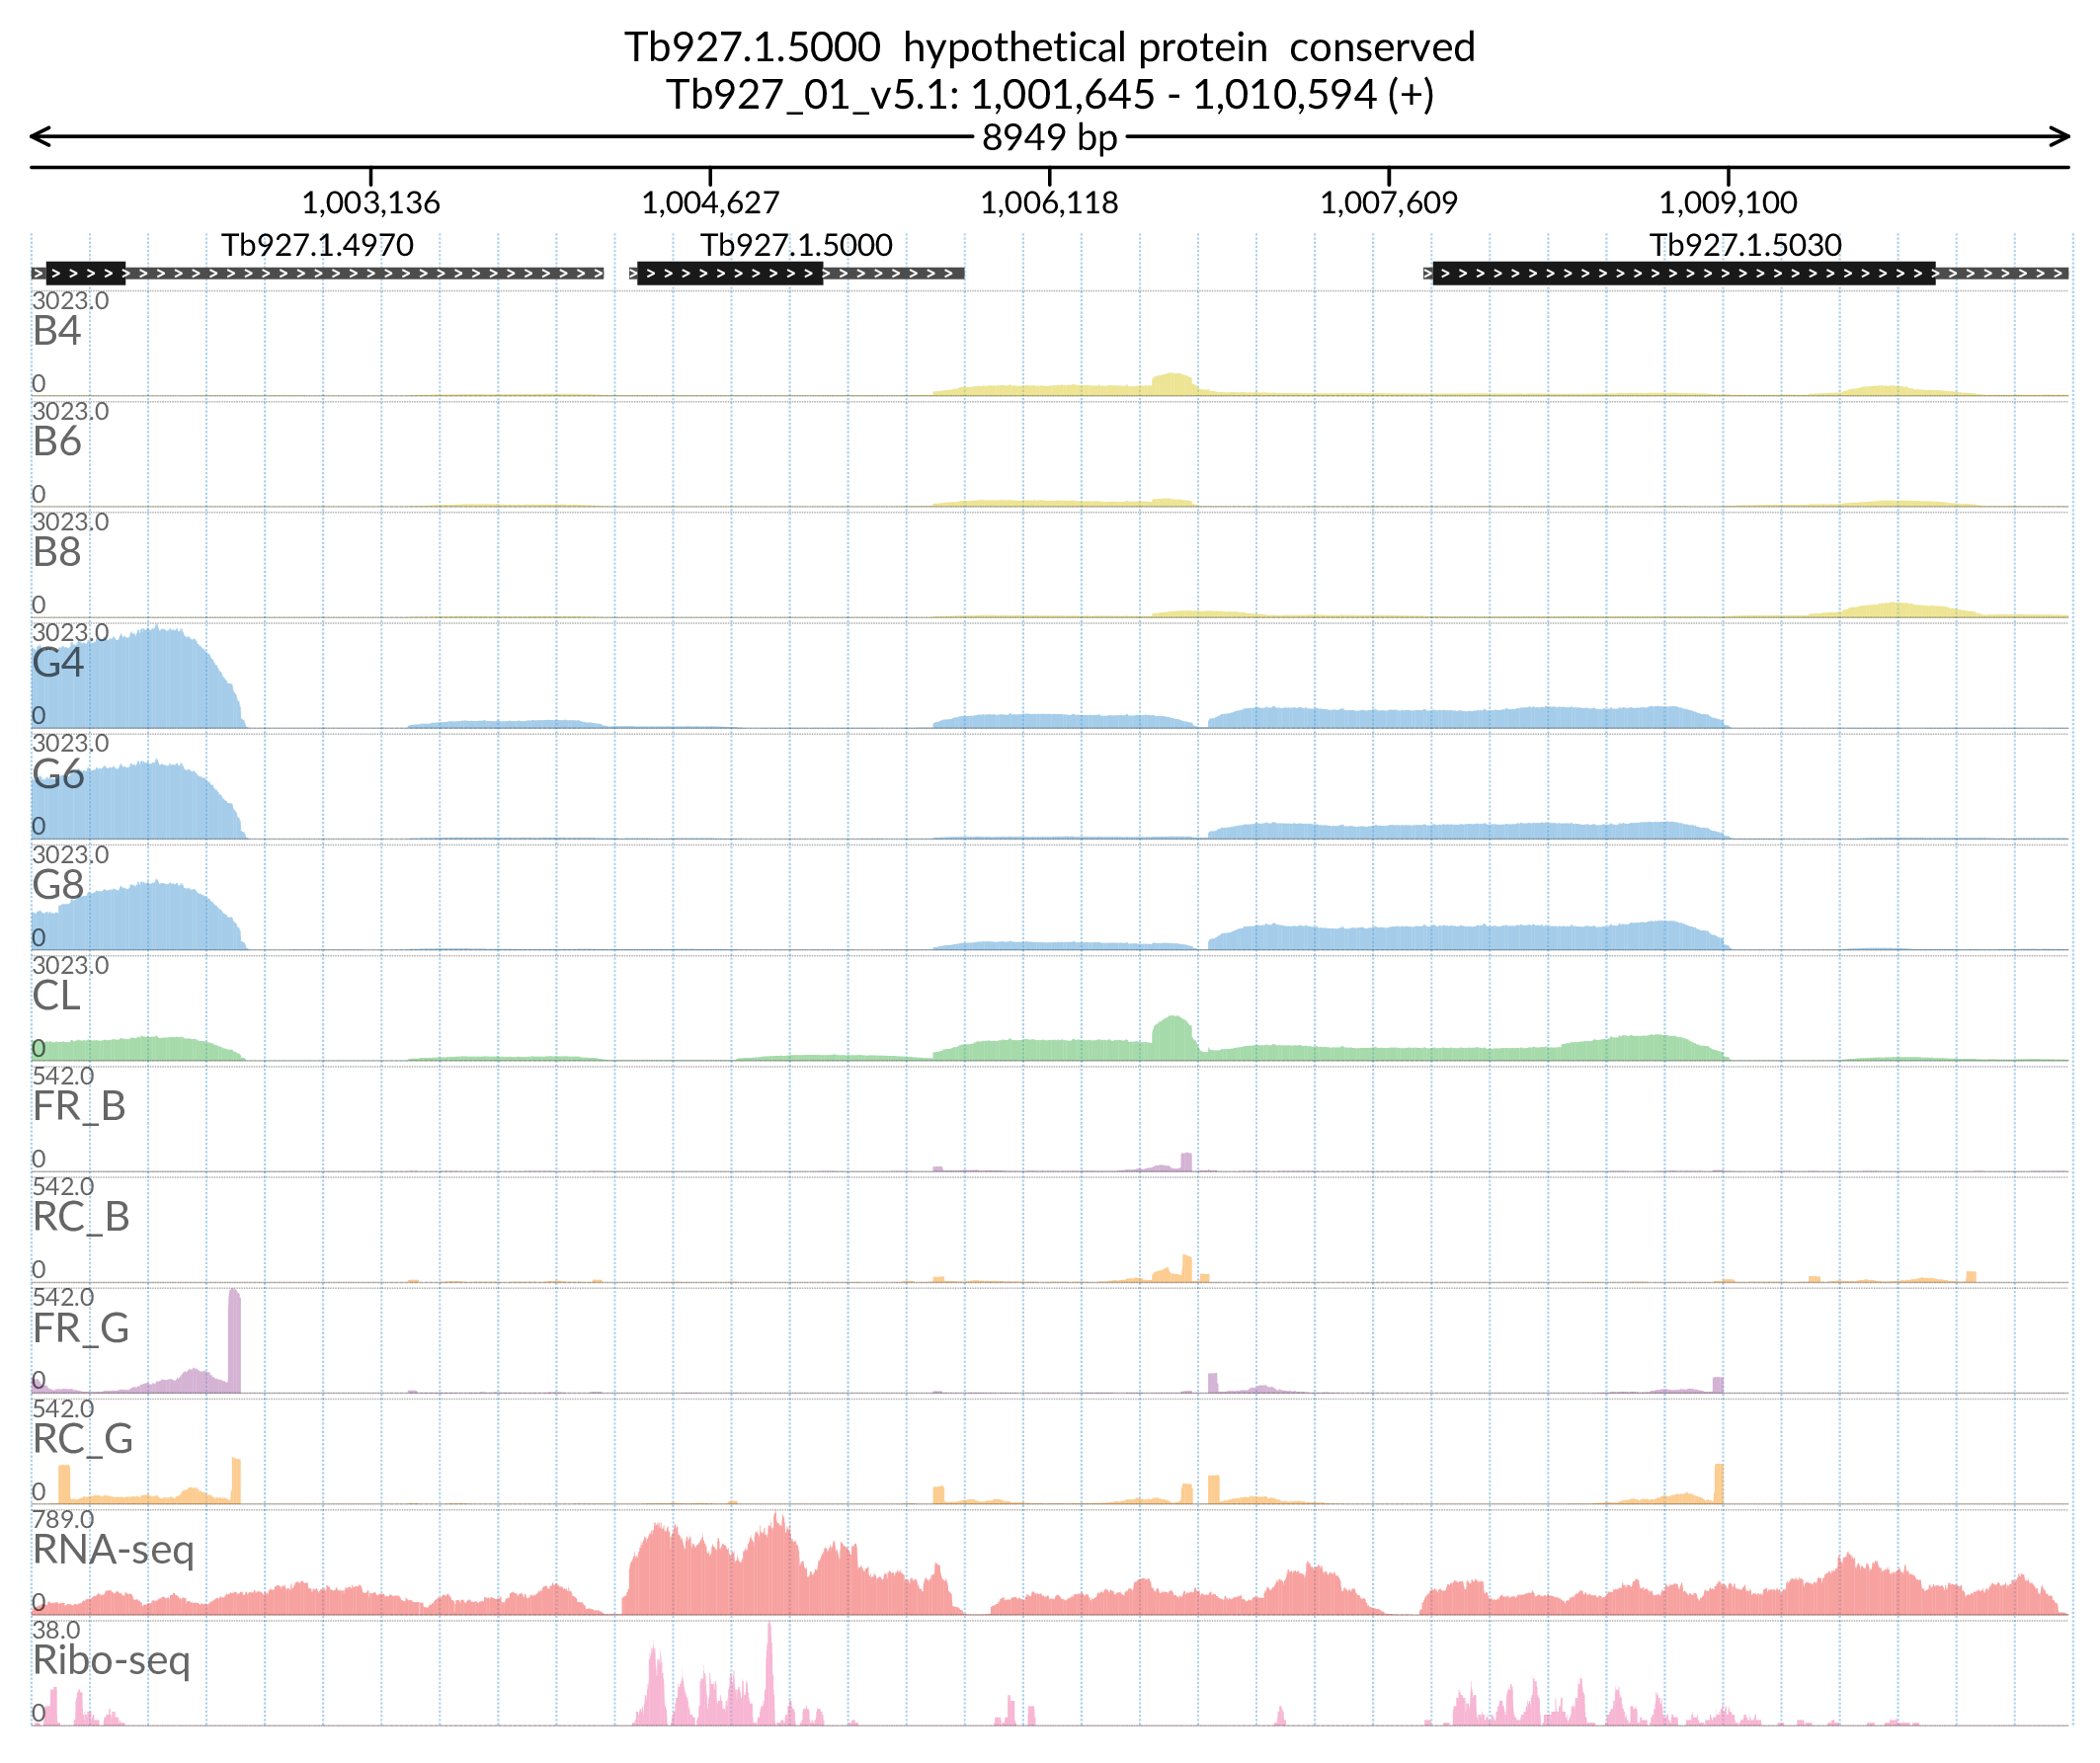 Tb927.1.5000  hypothetical protein  conserved
Tb927_01_v5.1: 1,001,645 - 1,010,594 (+)
8949 bp
1,003,136 1,004,627 1,006,118 1,007,609 1,009,100
Tb927.1.4970 Tb927.1.5000 Tb927.1.5030
3023.0
B4
0
3023.0
B6
0
3023.0
B8
0
3023.0
G4
0
3023.0
G6
0
3023.0
G8
0
3023.0
CL
0
542.0
FR_B
0
542.0
RC_B
0
542.0
FR_G
0
542.0
RC_G
0
789.0
RNA-seq
0
38.0
Ribo-seq
0